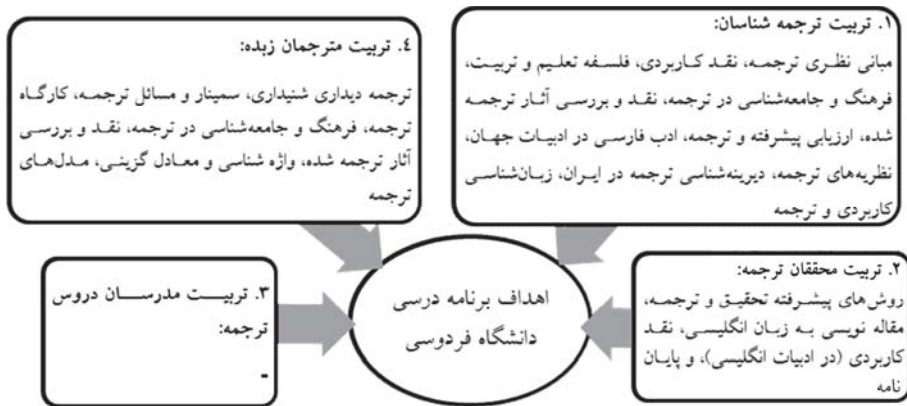 ۱. تربیت ترجمه شناسان:
مبانی نظری ترجمه، نقد کاربردی، فلسفه تعلیم و تربیت،
فرهنگ و جامعه‌شناسی در ترجمه، نقد و بررسی آثار ترجمه
شده، ارزیابی پیشرفته و ترجمه، ادب فارسی در ادبیات جهان،
نظریه‌های ترجمه، دیرینه‌شناسی ترجمه در ایران، زبان‌شناسی
کاربردی و ترجمه
۲. تربیت محققان ترجمه:
روش‌های پیشرفته تحقیق و ترجمه،
مقاله نویسی به زبان انگلیسی، نقد
کاربردی (در ادبیات انگلیسی)، و پایان
نامه
۳. تربیت مدرسان دروس
ترجمه:
-
۴. تربیت مترجمان زبده:
ترجمه دیداری شنیداری، سمینار و مسائل ترجمه، کارگاه
ترجمه، فرهنگ و جامعه‌شناسی در ترجمه، نقد و بررسی
آثار ترجمه شده، واژه شناسی و معادل گزینی، مدل‌های
ترجمه
اهداف برنامه درسی
دانشگاه فردوسی